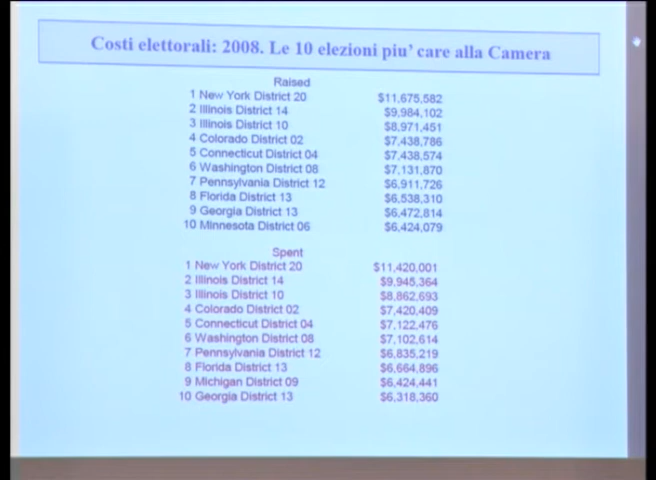 Costi elettorali: 2008. Le 10 elezioni piu' care alla Camera
Raised
1 New York District 20 $11,675,582
2 Illinois District 14 $9,984,102
3 Illinois District 10 $8,971,451
4 Colorado District 02 $7,438,786
5 Connecticut District 04 $7,438,574
6 Washington District 08 $7,131,870
7 Pennsylvania District 12 $6,911,726
8 Florida District 13 $6,538,310
9 Georgia District 13 $6,472,814
10 Minnesota District 06 $6,424,079
Spent
1 New York District 20 $11,420,001
2 Illinois District 14 $9,945,364
3 Illinois District 10 $8,862,693
4 Colorado District 02 $7,420,409
5 Connecticut District 04 $7,122,476
6 Washington District 08 $7,102,614
7 Pennsylvania District 12 $6,835,219
8 Florida District 13 $6,664,896
9 Michigan District 09 $6,424,441
10 Georgia District 13 $6,318,360